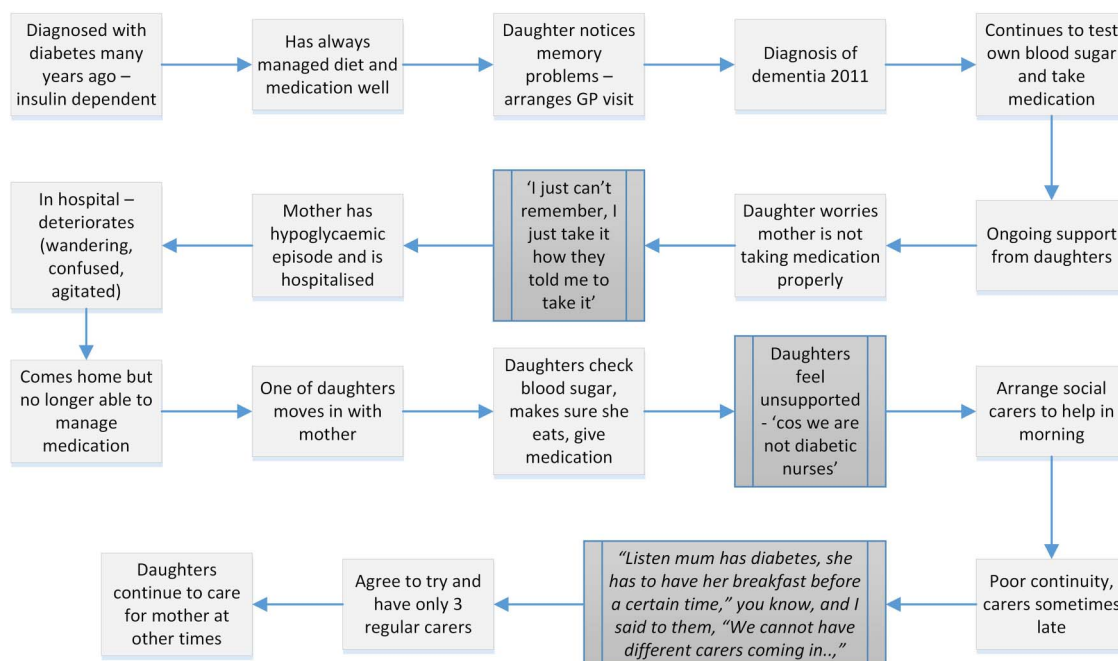 Diagnosed with
diabetes many
years ago –
insulin dependent
Has always
managed diet and
medication well
Daughter notices
memory
problems –
arranges GP visit
Diagnosis of
dementia 2011
Continues to test
own blood sugar
and take
medication
Ongoing support
from daughters
Daughter worries
mother is not
taking medication
properly
‘I just can’t
remember, I
just take it
how they
told me to
take it’
Mother has
hypoglycaemic
episode and is
hospitalised
In hospital –
deteriorates
(wandering,
confused,
agitated)
Comes home but
no longer able to
manage
medication
One of daughters
moves in with
mother
Daughters check
blood sugar,
makes sure she
eats, give
medication
Daughters
feel
unsupported
- ‘cos we are
not diabetic
nurses’
Arrange social
carers to help in
morning
Poor continuity,
carers sometimes
late
“Listen mum has diabetes, she
has to have her breakfast before
a certain time,” you know, and I
said to them, “We cannot have
different carers coming in..,”
Agree to try and
have only 3
regular carers
Daughters
continue to care
for mother at
other times